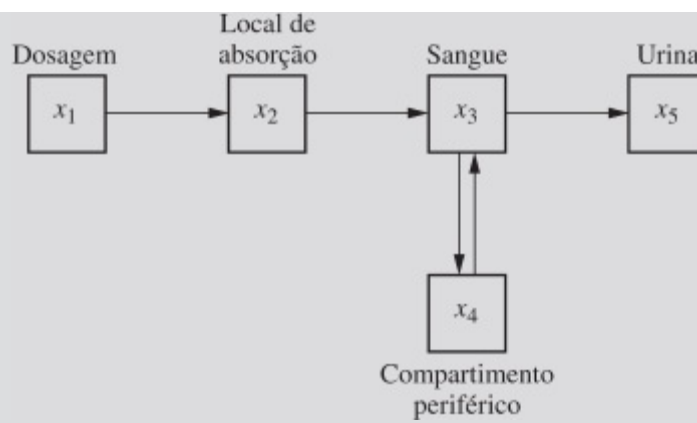 Dosagem
Local de
absorção
Sangue
Urina
x1
x2
x3
x5
x4
Compartimento
periférico